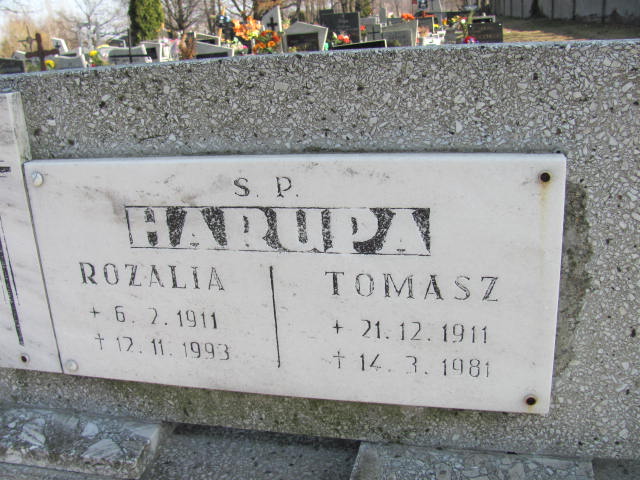 S. P.
HARUPA
ROZALIA
+ 6. 2. 1911
† 12. 11. 1993
TOMASZ
+ 21. 12. 1911
† 14. 3. 1981